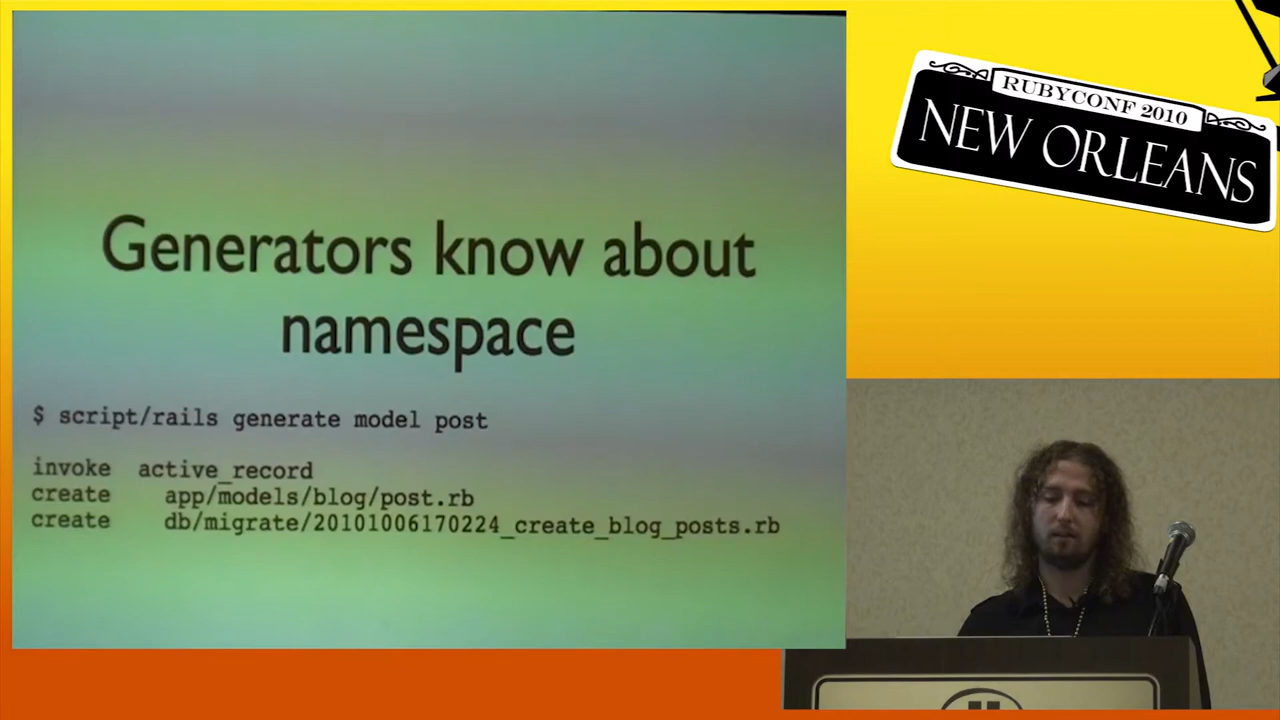 Generators know about
namespace
$ script/rails generate model post
invoke active_record
create app/models/blog/post.rb
create db/migrate/20101006170224_create_blog_posts.rb
RUBYCONF 2010
NEW ORLEANS